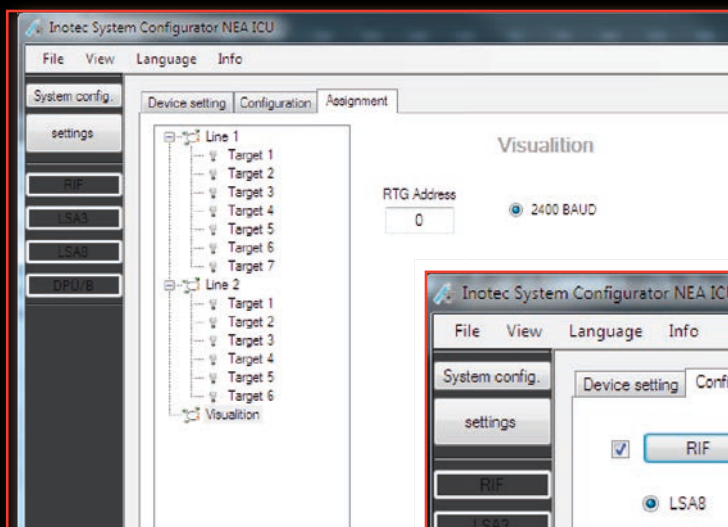 Inotec System Configurator NEA ICU
File View Language Info
System config.
settings
RIF
LSA3
LSA8
DPU/B
Device setting Configuration Assignment
Line 1
Target 1
Target 2
Target 3
Target 4
Target 5
Target 6
Target 7
Line 2
Target 1
Target 2
Target 3
Target 4
Target 5
Target 6
Visualition
Visualition
RTG Address
0
2400 BAUD
Inotec System Configurator NEA ICU
File View Language Info
System config.
settings
RIF
LSA3
Device setting Confi
RIF
LSA8